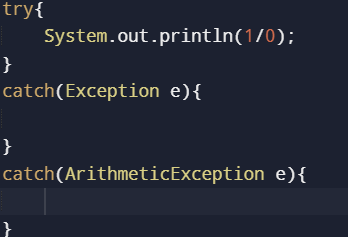 try{
    System.out.println(1/0);
}
catch(Exception e){
}
catch(ArithmeticException e){
}